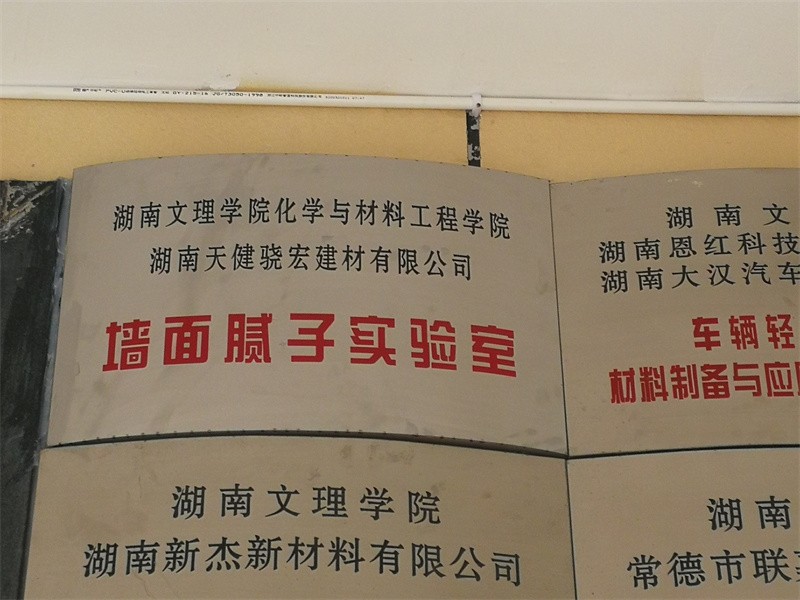 湖南文理学院化学与材料工程学院
湖南天健骁宏建材有限公司
墙面腻子实验室
湖南文
湖南恩红科技
湖南大汉汽车
车辆轻
材料制备与应
湖南文理学院
湖南新杰新材料有限公司
湖南
常德市联